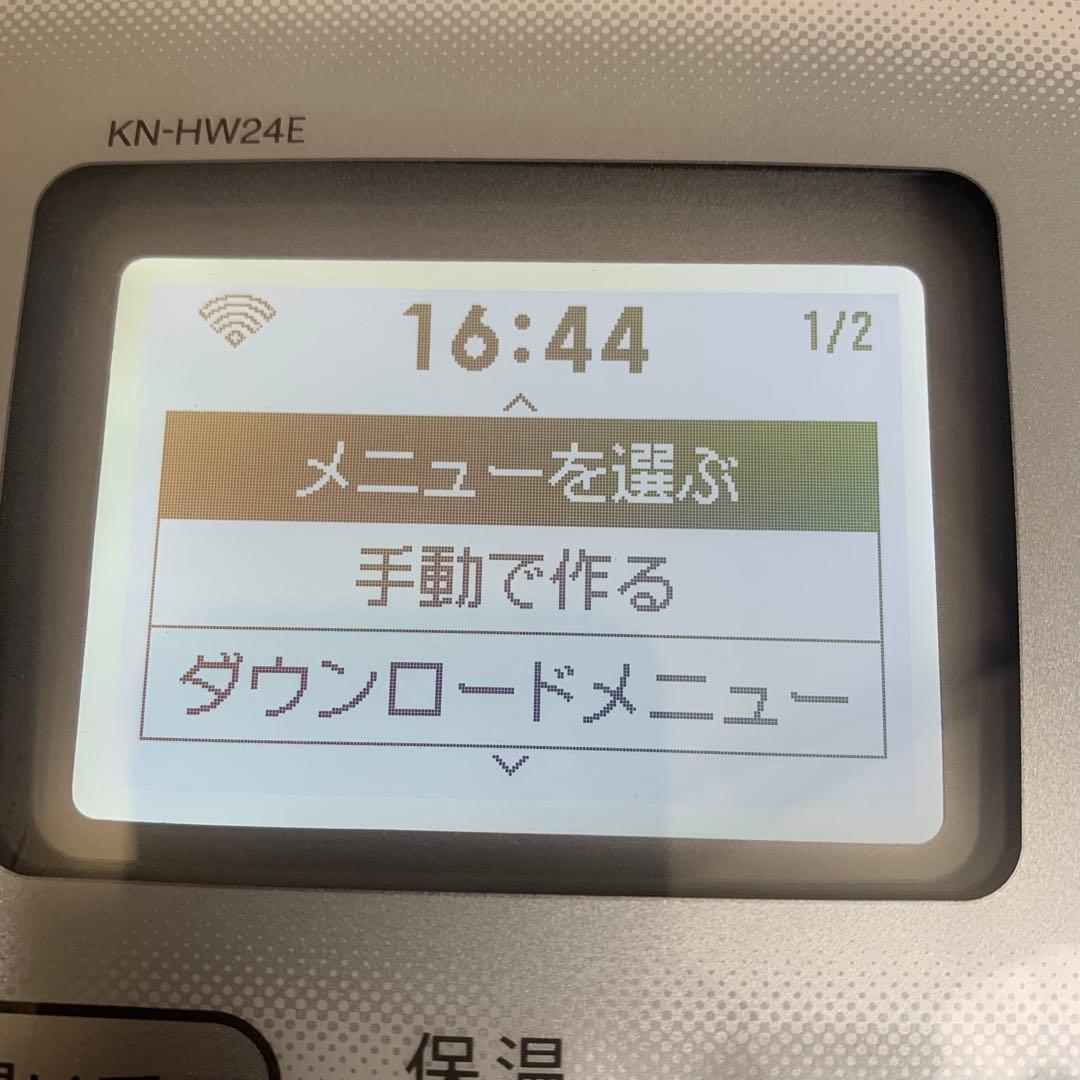 KN-HW24E
16:44
1/2
メニューを選ぶ
手動で作る
ダウンロードメニュー
保温